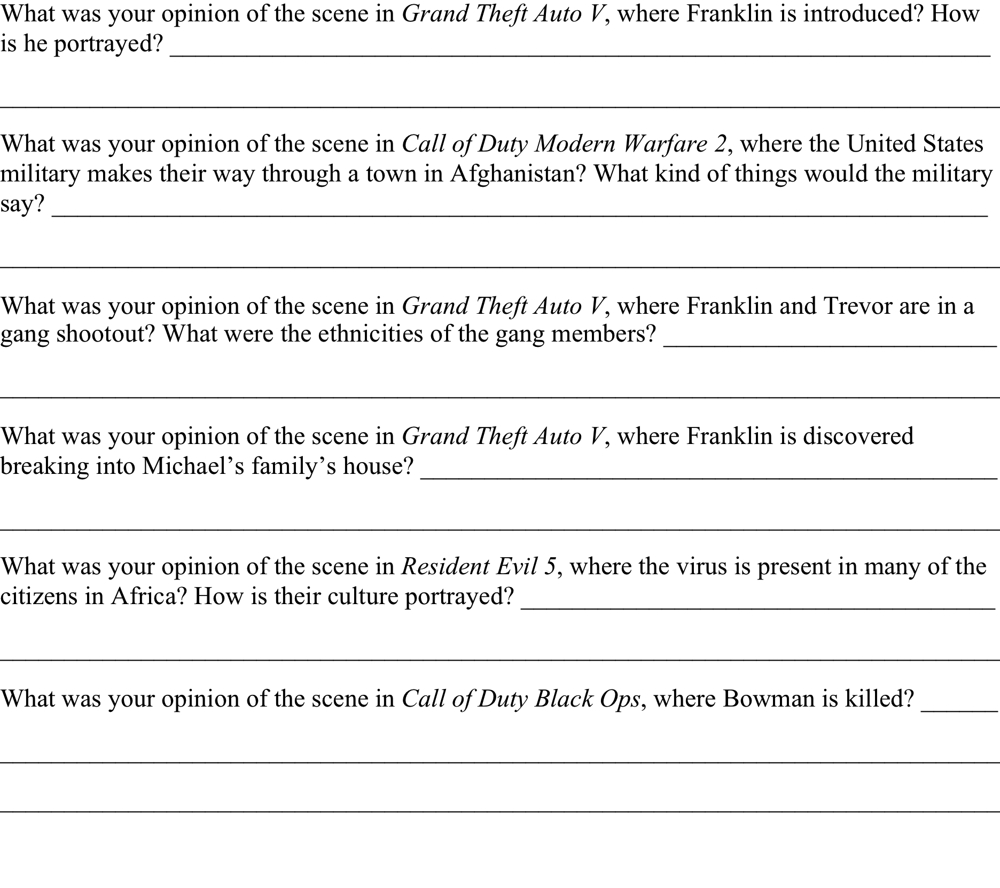 What was your opinion of the scene in Grand Theft Auto V, where Franklin is introduced? How
is he portrayed?
What was your opinion of the scene in Call of Duty Modern Warfare 2, where the United States
military makes their way through a town in Afghanistan? What kind of things would the military
say?
What was your opinion of the scene in Grand Theft Auto V, where Franklin and Trevor are in a
gang shootout? What were the ethnicities of the gang members?
What was your opinion of the scene in Grand Theft Auto V, where Franklin is discovered
breaking into Michael’s family’s house?
What was your opinion of the scene in Resident Evil 5, where the virus is present in many of the
citizens in Africa? How is their culture portrayed?
What was your opinion of the scene in Call of Duty Black Ops, where Bowman is killed?